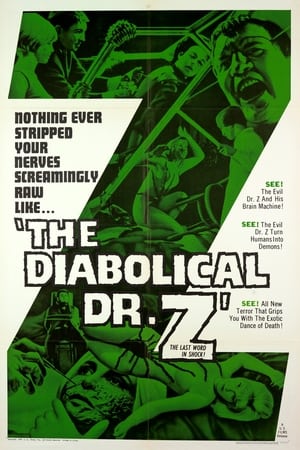 NOTHING EVER
STRIPPED
YOUR
NERVES
SCREAMINGLY
RAW
LIKE...
'THE
DIABOLICAL
DR. Z'
THE LAST WORD
IN SHOCK!
SEE!
The Evil
Dr. Z And His
Brain Machine!
SEE! The Evil
Dr. Z Turn
Humans Into
Demons!
SEE! All New
Terror That Grips
You With The Exotic
Dance of Death!
A
U.S.
FILMS
Release